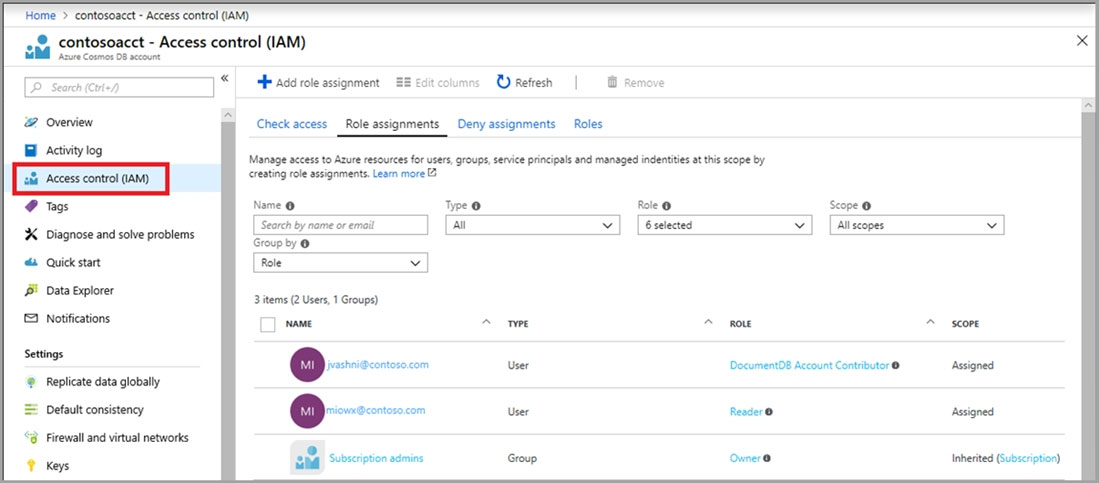 Home > contosoacct - Access control (IAM)
contosoacct - Access control (IAM)
Azure Cosmos DB account
Search (Ctrl+/)
«
Overview
Activity log
Access control (IAM)
Tags
Diagnose and solve problems
Quick start
Data Explorer
Notifications
Settings
Replicate data globally
Default consistency
Firewall and virtual networks
Keys
Add role assignment Edit columns Refresh Remove
Check access Role assignments Deny assignments Roles
Manage access to Azure resources for users, groups, service principals and managed indentities at this scope by
creating role assignments. Learn more
Name Type Role Scope
Search by name or email All 6 selected All scopes
Group by
Role
3 items (2 Users, 1 Groups)
NAME TYPE ROLE SCOPE
MI jvashni@contoso.com User DocumentDB Account Contributor Assigned
MI miowx@contoso.com User Reader Assigned
Subscription admins Group Owner Inherited (Subscription)